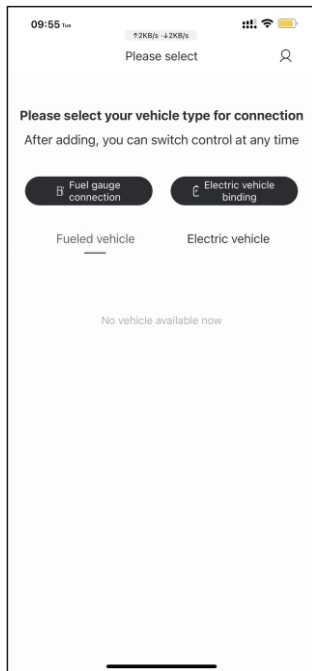 09:55 Tue
↑2KB/s ↓2KB/s
Please select
Please select your vehicle type for connection
After adding, you can switch control at any time
Fuel gauge
connection
Electric vehicle
binding
Fueled vehicle
Electric vehicle
No vehicle available now